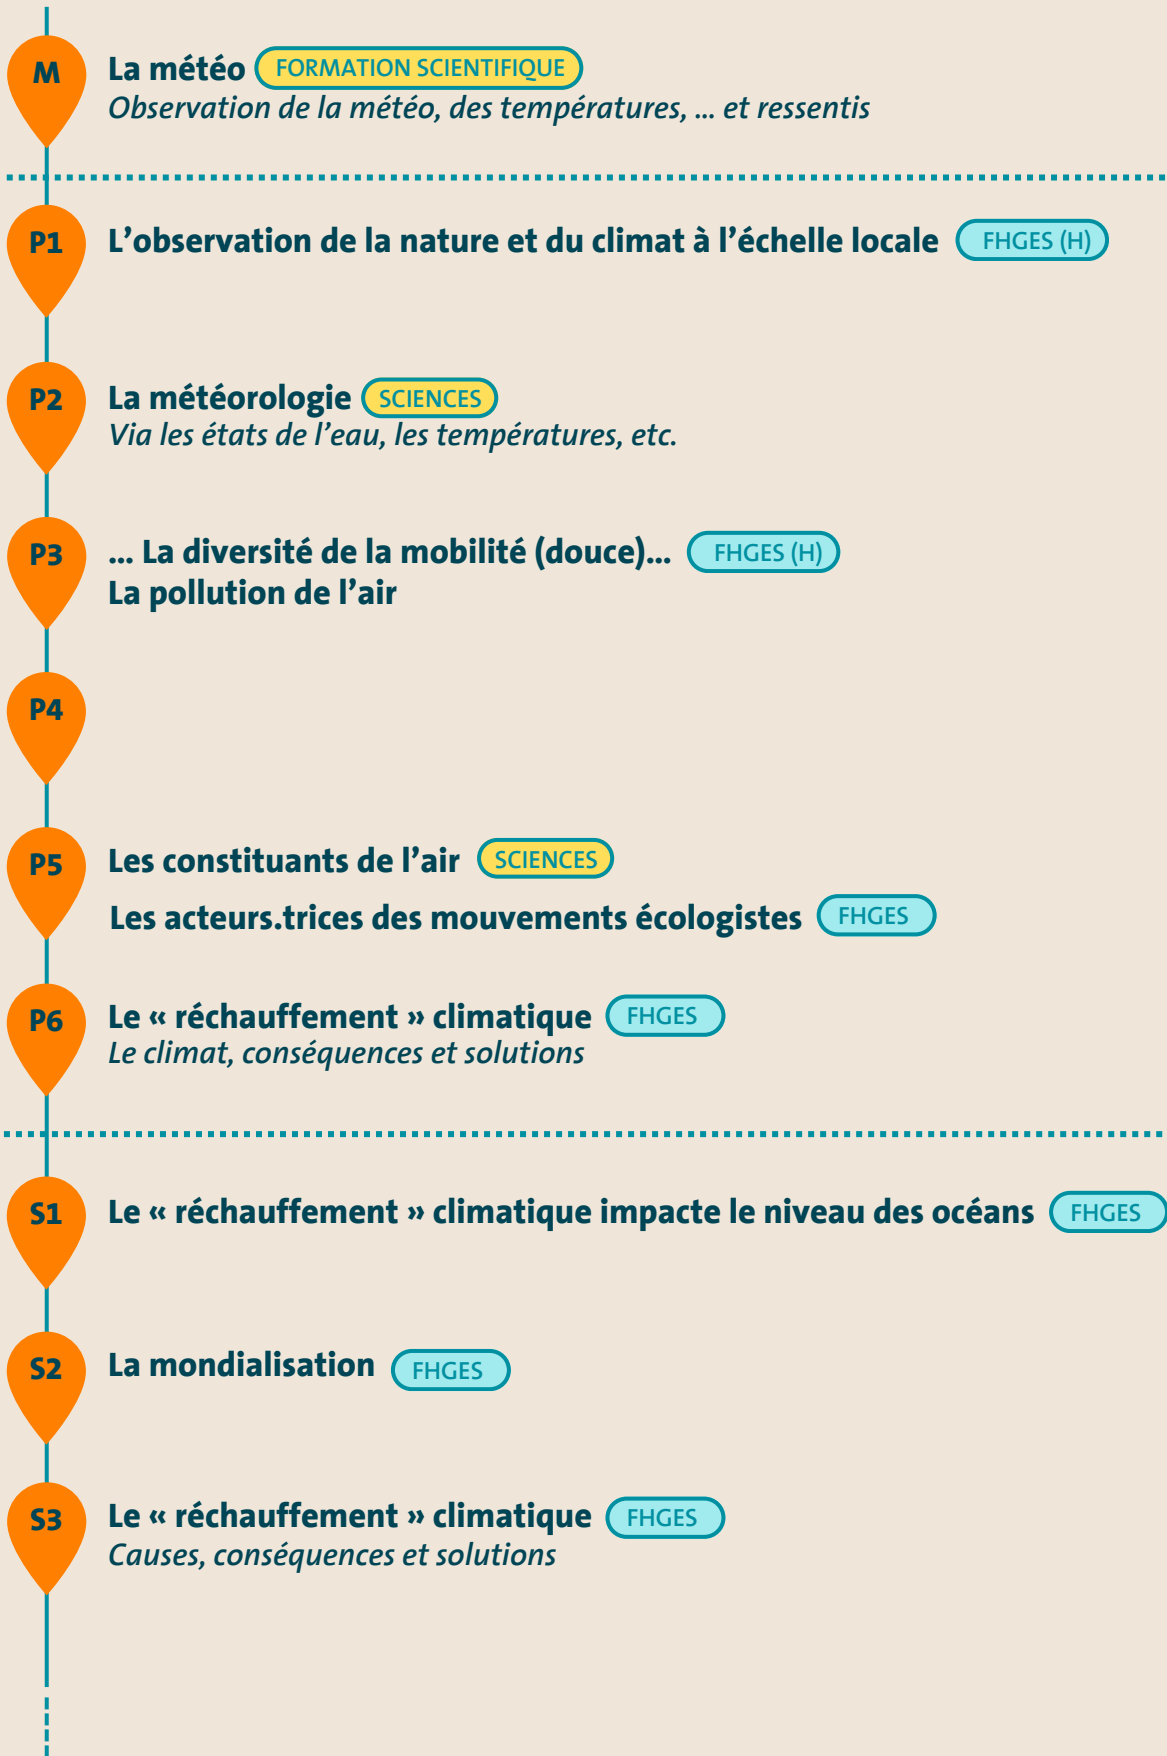 M
La météo FORMATION SCIENTIFIQUE
Observation de la météo, des températures, ... et ressentis
P1
L’observation de la nature et du climat à l’échelle locale FHGES (H)
P2
La météorologie SCIENCES
Via les états de l’eau, les températures, etc.
P3
... La diversité de la mobilité (douce)... FHGES (H)
La pollution de l’air
P4
P5
Les constituants de l’air SCIENCES
Les acteurs.trices des mouvements écologistes FHGES
P6
Le « réchauffement » climatique FHGES
Le climat, conséquences et solutions
S1
Le « réchauffement » climatique impacte le niveau des océans FHGES
S2
La mondialisation FHGES
S3
Le « réchauffement » climatique FHGES
Causes, conséquences et solutions